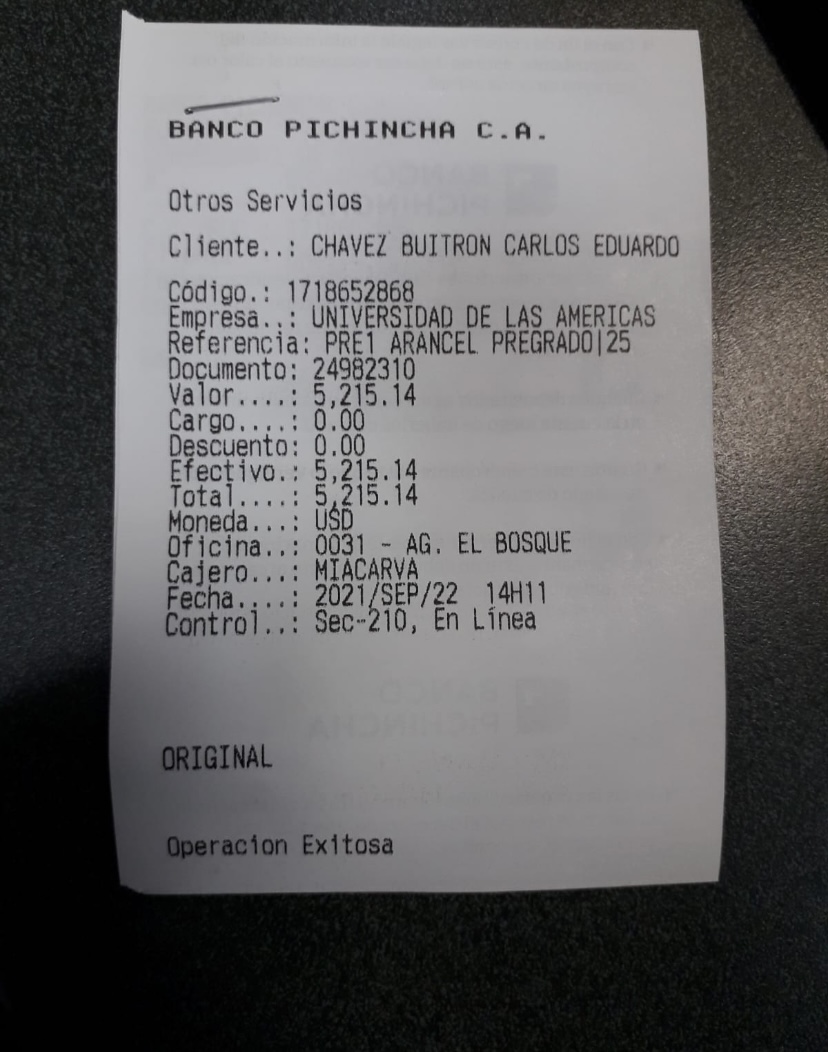 BANCO PICHINCHA C.A.
Otros Servicios
Cliente..: CHAVEZ BUITRON CARLOS EDUARDO
Código.: 1718652868
Empresa..: UNIVERSIDAD DE LAS AMERICAS
Referencia: PRE1 ARANCEL PREGRADO|25
Documento: 24982310
Valor....: 5,215.14
Cargo....: 0.00
Descuento: 0.00
Efectivo.: 5,215.14
Total....: 5,215.14
Moneda...: USD
Oficina..: 0031 - AG. EL BOSQUE
Cajero...: MIACARVA
Fecha....: 2021/SEP/22 14H11
Control..: Sec-210, En Línea
ORIGINAL
Operacion Exitosa